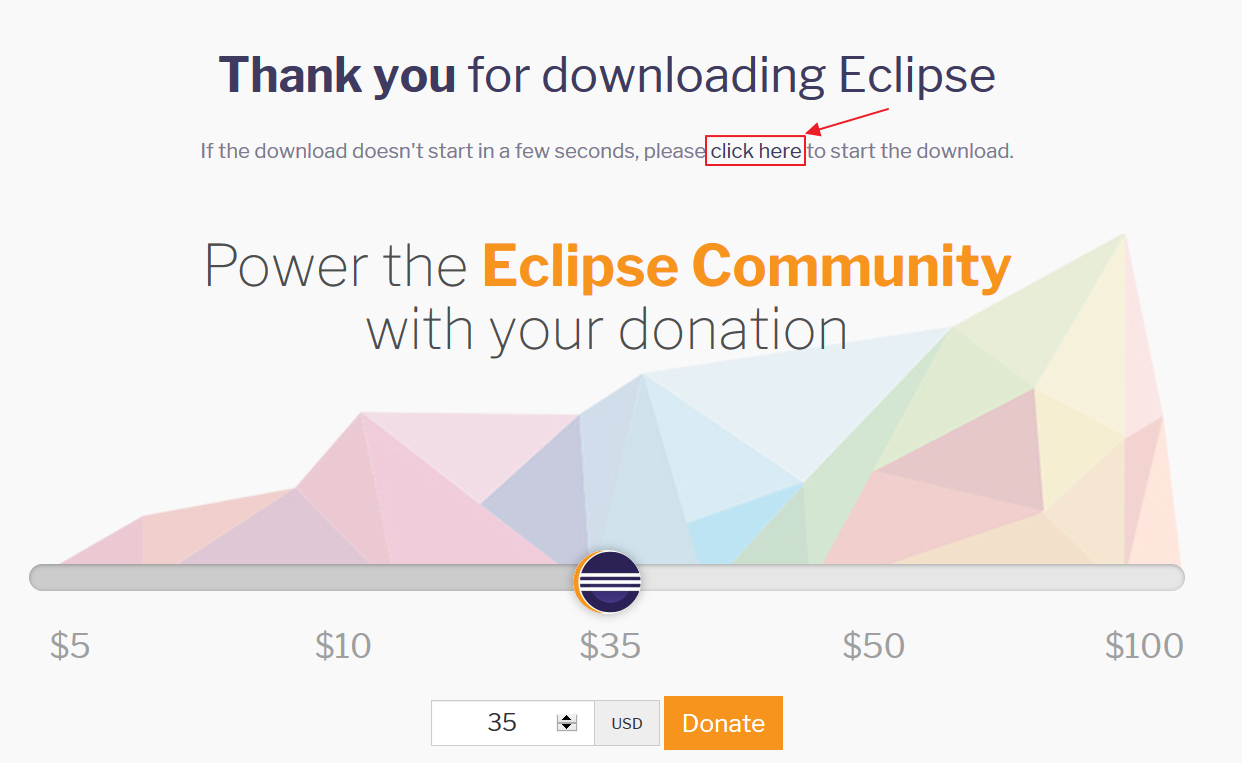 Thank you for downloading Eclipse
If the download doesn't start in a few seconds, please click here to start the download.
Power the Eclipse Community
with your donation
$5 $10 $35 $50 $100
35 USD Donate